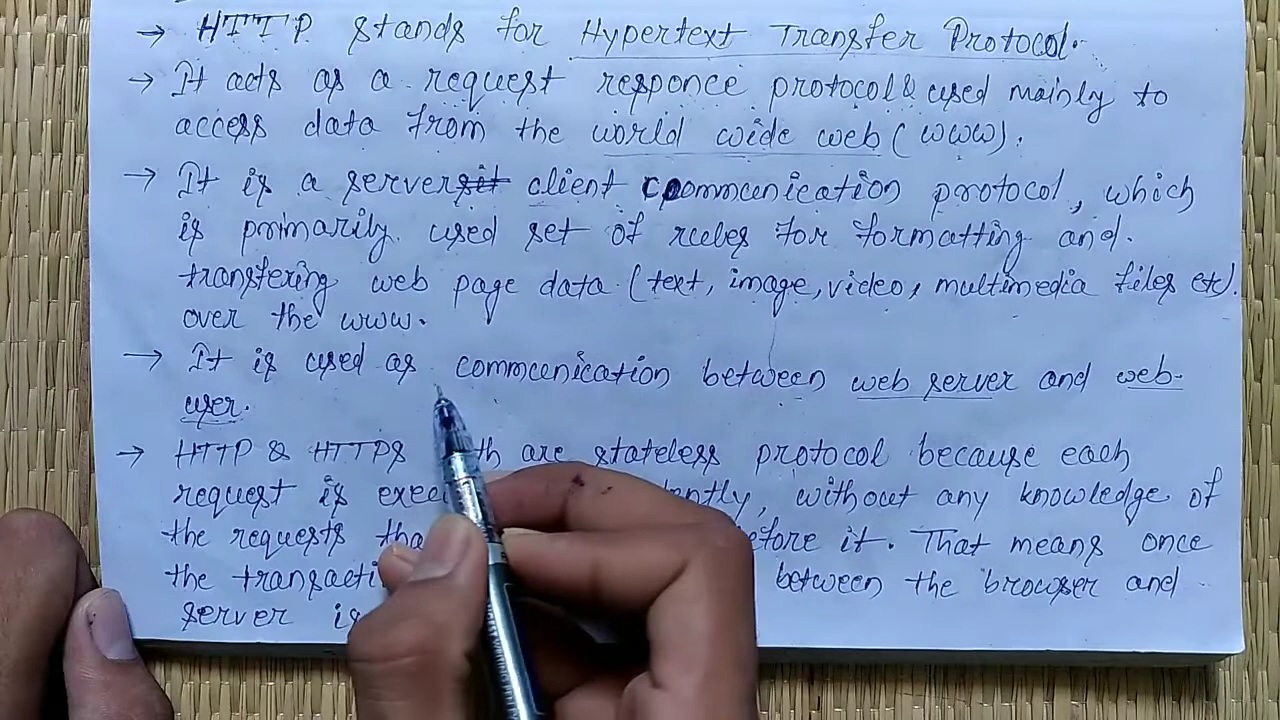 → HTTP stands for Hypertext Transfer Protocol.
→ It acts as a request responce protocol & used mainly to
access data from the world wide web (www).
→ It is a server client communication protocol, which
is primarily used set of rules for formatting and
transfering web page data (text, image, video, multimedia files etc).
over the www.
→ It is used as communication between web server and web
user.
→ HTTP & HTTPS are stateless protocol because each
request is without any knowledge of
the requests it. That means once
the between the browser and
server is